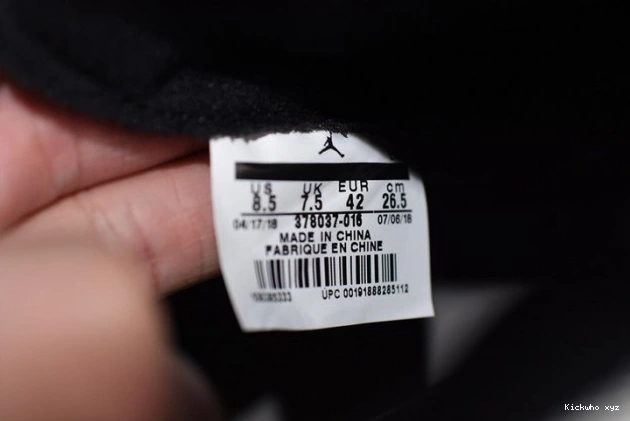 US UK EUR cm
8.5 7.5 42 26.5
04/17/18 378037-016 07/06/18
MADE IN CHINA
FABRIQUE EN CHINE
UPC 00191888285112
Kickwho xyz